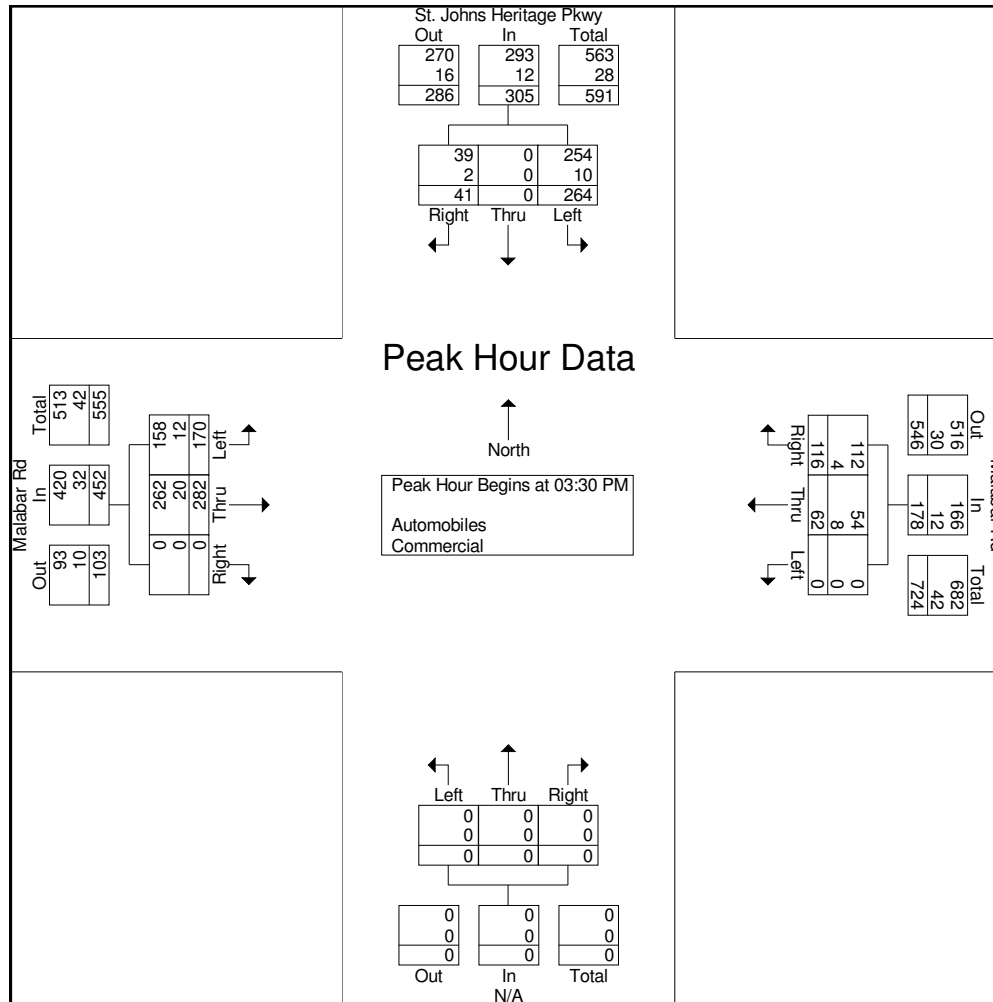 St. Johns Heritage Pkwy
Out In Total
270 293 563
16 12 28
286 305 591
39 0 254
2 0 10
41 0 264
Right Thru Left
Peak Hour Data
North
Peak Hour Begins at 03:30 PM
Automobiles
Commercial
Malabar Rd
Total In Out
513 420 93
42 32 10
555 452 103
158 262 0
12 20 0
170 282 0
Left Thru Right
Out In Total
516 166 682
30 12 42
546 178 724
112 54 0
4 8 0
116 62 0
Right Thru Left
Left Thru Right
0 0 0
0 0 0
0 0 0
0 0 0
0 0 0
0 0 0
Out In Total
N/A